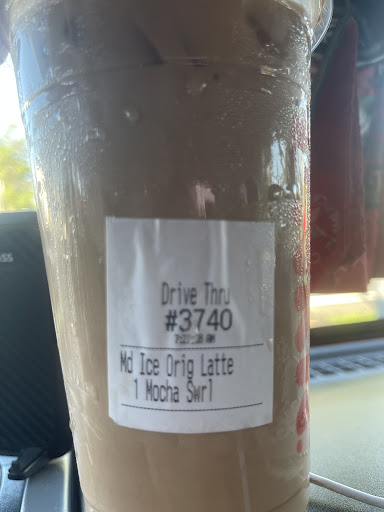 Drive Thru
#3740
Md Ice Orig Latte
1 Mocha Swrl